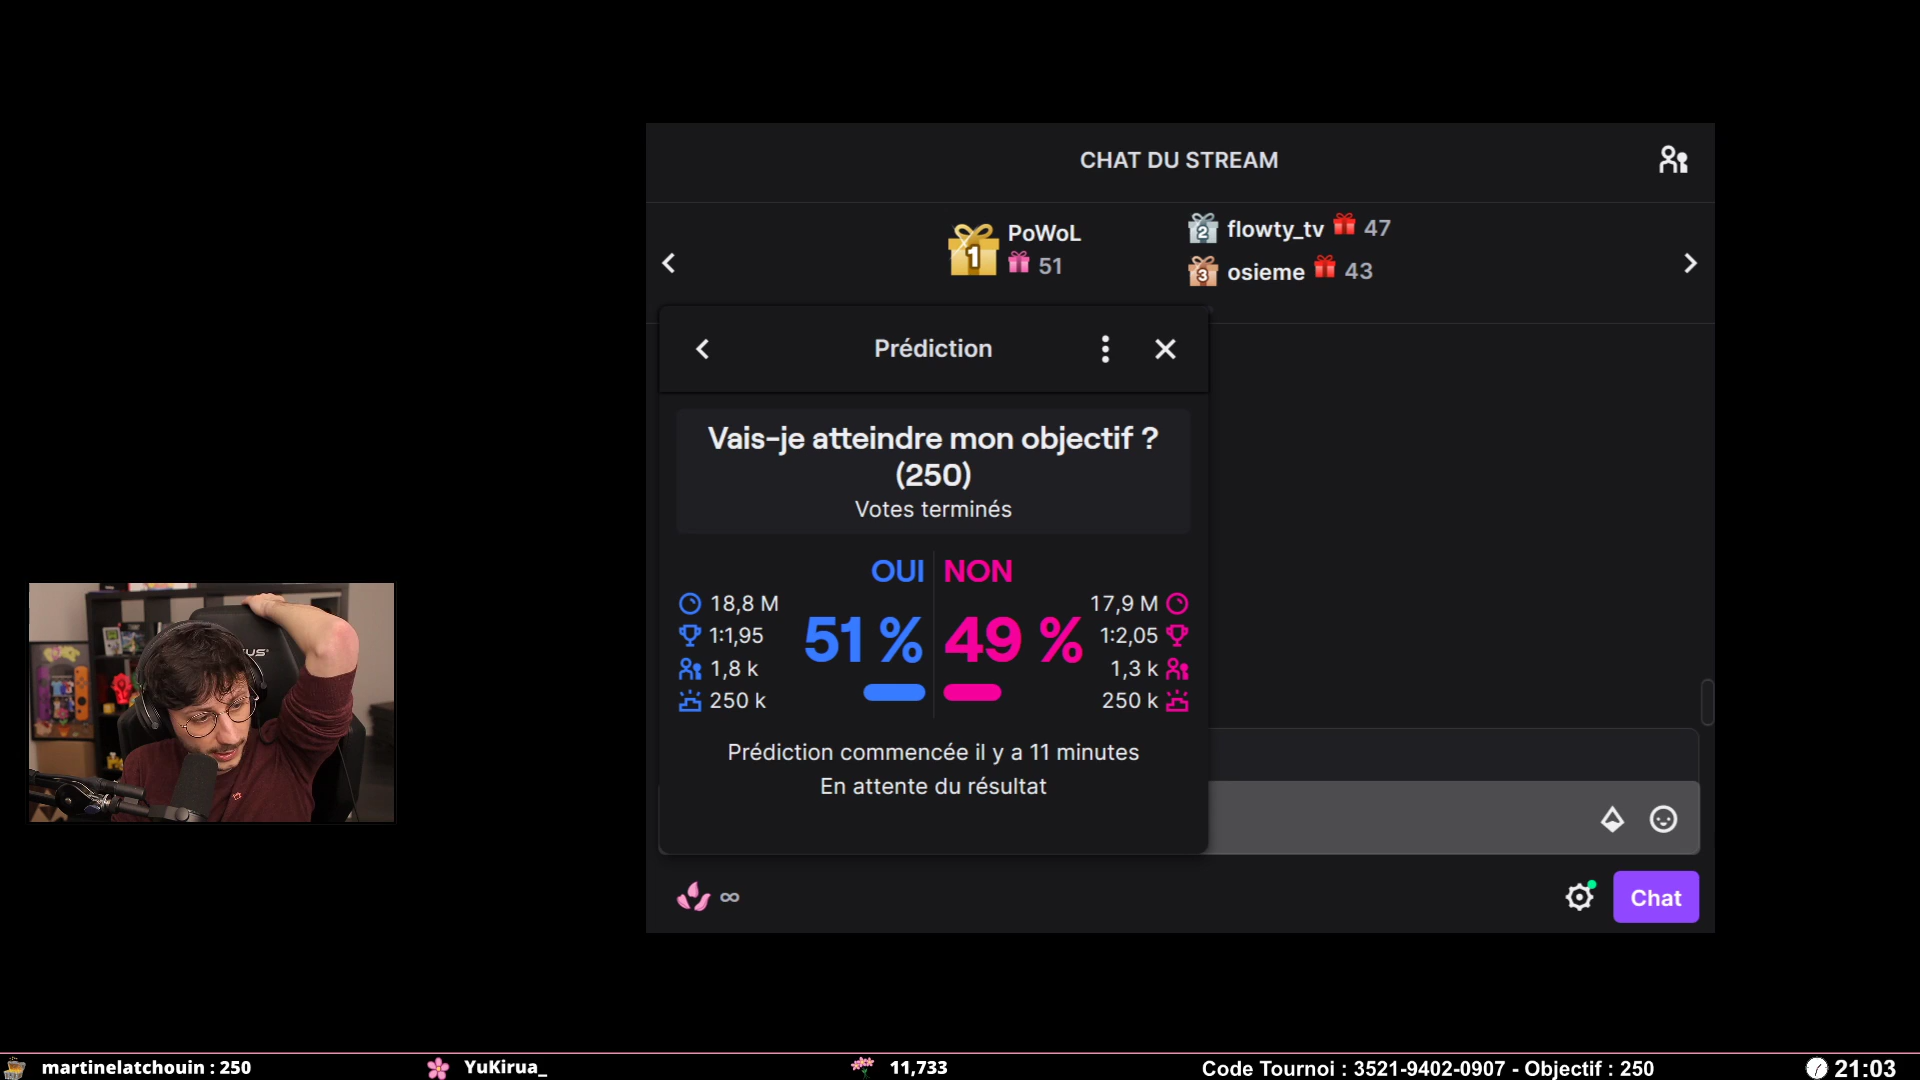 CHAT DU STREAM
1
PoWoL
51
2
flowty_tv 47
3
osieme 43
Prédiction
Vais-je atteindre mon objectif ?
(250)
Votes terminés
OUI
NON
18,8 M
1:1,95
1,8 k
250 k
51 %
49 %
17,9 M
1:2,05
1,3 k
250 k
Prédiction commencée il y a 11 minutes
En attente du résultat
∞
Chat
martinelatchouin : 250
YuKirua_
11,733
Code Tournoi : 3521-9402-0907 - Objectif : 250
21:03